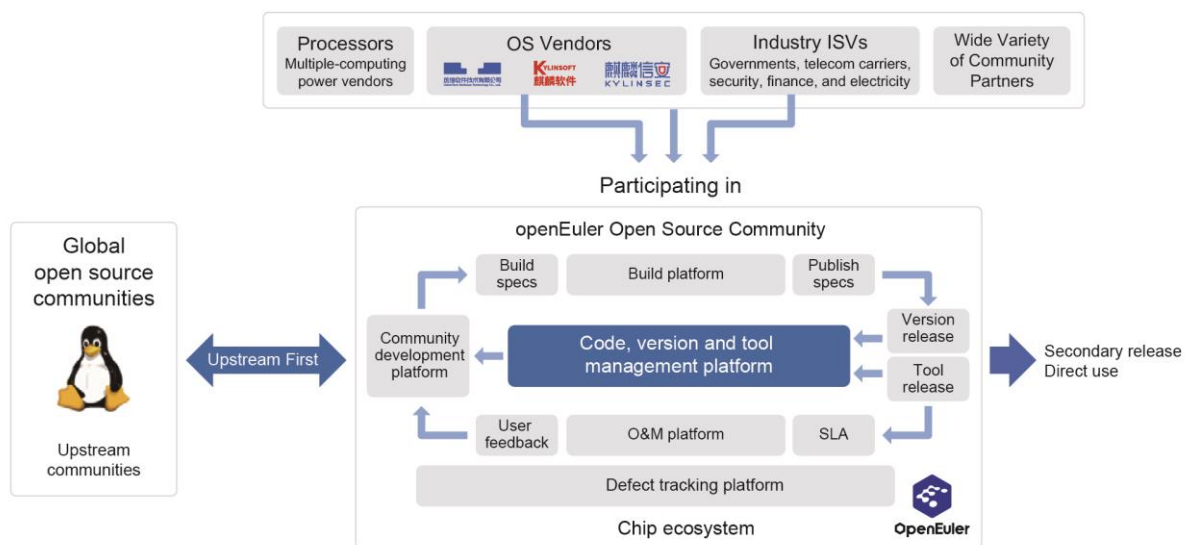 Processors
Multiple-computing
power vendors
OS Vendors
KYLINSOFT
麒麟软件
麒麟信安
KYLINSEC
Industry ISVs
Governments, telecom carriers,
security, finance, and electricity
Wide Variety
of Community
Partners
Participating in
Global
open source
communities
Upstream
communities
Upstream First
openEuler Open Source Community
Build
specs
Build platform
Publish
specs
Community
development
platform
Code, version and tool
management platform
Version
release
Tool
release
User
feedback
O&M platform
SLA
Defect tracking platform
Chip ecosystem
OpenEuler
Secondary release
Direct use